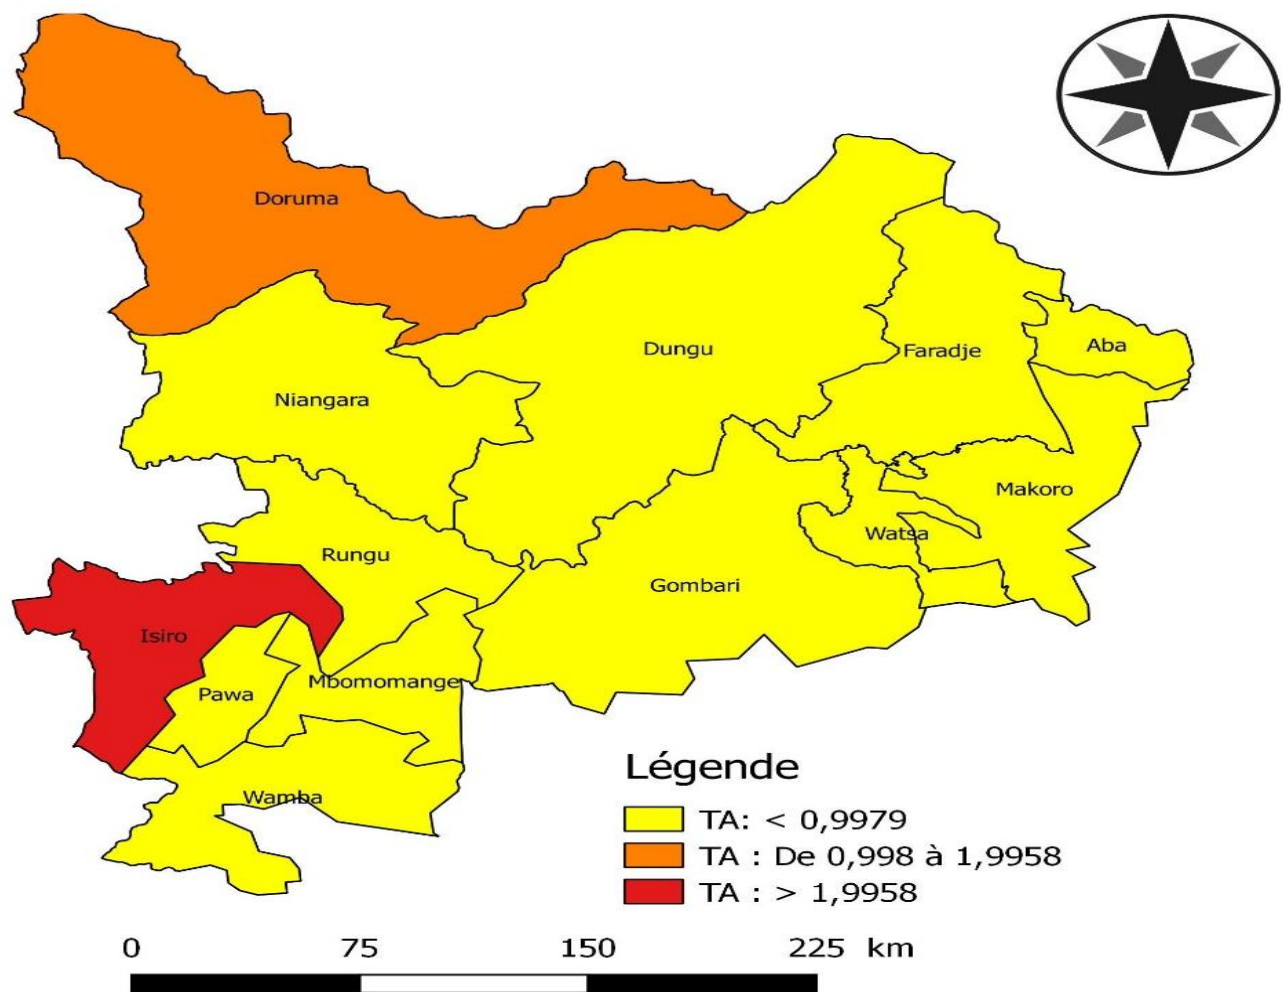 Doruma
Dungu
Faradje
Aba
Niangara
Makoro
Watsa
Rungu
Gombari
Isiro
Pawa
Mbomomange
Wamba
Légende
TA: < 0,9979
TA : De 0,998 à 1,9958
TA : > 1,9958
0 75 150 225 km